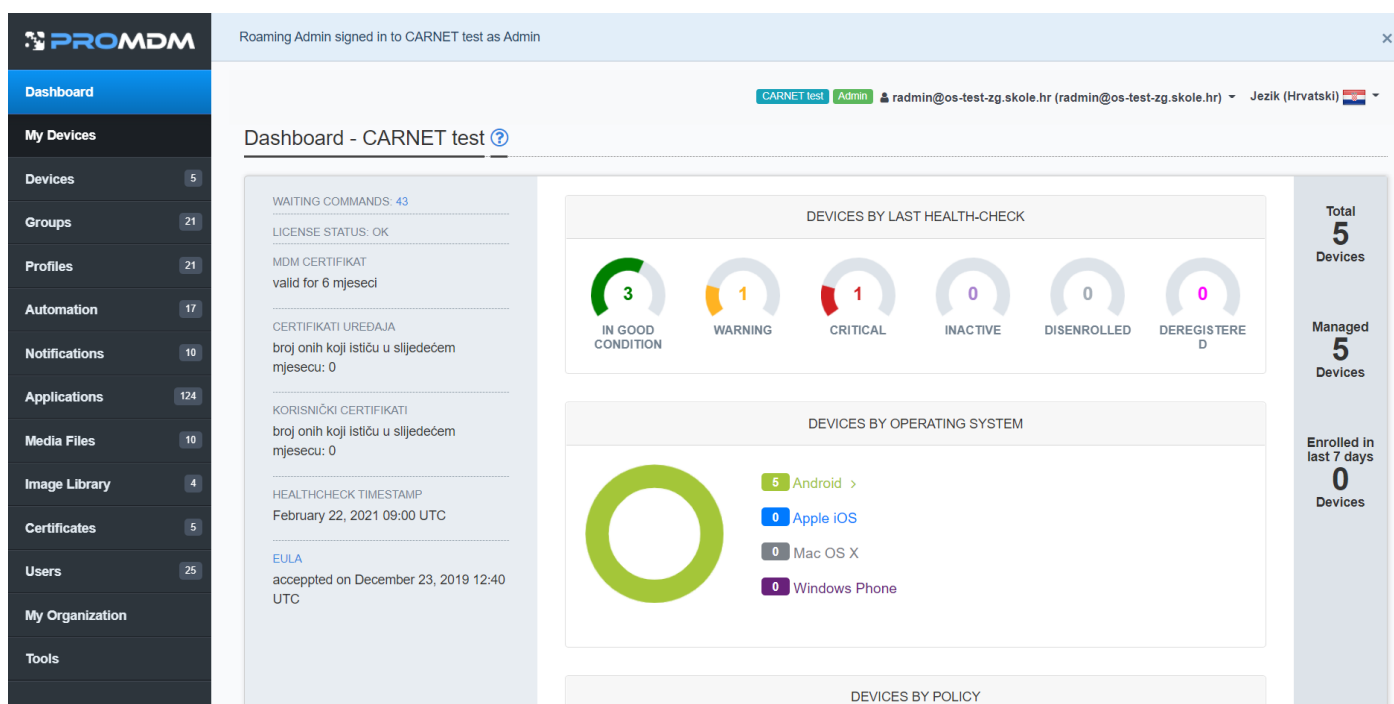 PROMDM
Roaming Admin signed in to CARNET test as Admin
×
Dashboard
My Devices
Devices 5
Groups 21
Profiles 21
Automation 17
Notifications 10
Applications 124
Media Files 10
Image Library 4
Certificates 5
Users 25
My Organization
Tools
CARNET test Admin radmin@os-test-zg.skole.hr (radmin@os-test-zg.skole.hr) Jezik (Hrvatski)
Dashboard - CARNET test ?
WAITING COMMANDS: 43
LICENSE STATUS: OK
MDM CERTIFIKAT
valid for 6 mjeseci
CERTIFIKATI UREĐAJA
broj onih koji ističu u slijedećem
mjesecu: 0
KORISNIČKI CERTIFIKATI
broj onih koji ističu u slijedećem
mjesecu: 0
HEALTHCHECK TIMESTAMP
February 22, 2021 09:00 UTC
EULA
acceppted on December 23, 2019 12:40
UTC
DEVICES BY LAST HEALTH-CHECK
3
IN GOOD
CONDITION
1
WARNING
1
CRITICAL
0
INACTIVE
0
DISENROLLED
0
DEREGISTERE
D
DEVICES BY OPERATING SYSTEM
5 Android >
0 Apple iOS
0 Mac OS X
0 Windows Phone
DEVICES BY POLICY
Total
5
Devices
Managed
5
Devices
Enrolled in
last 7 days
0
Devices